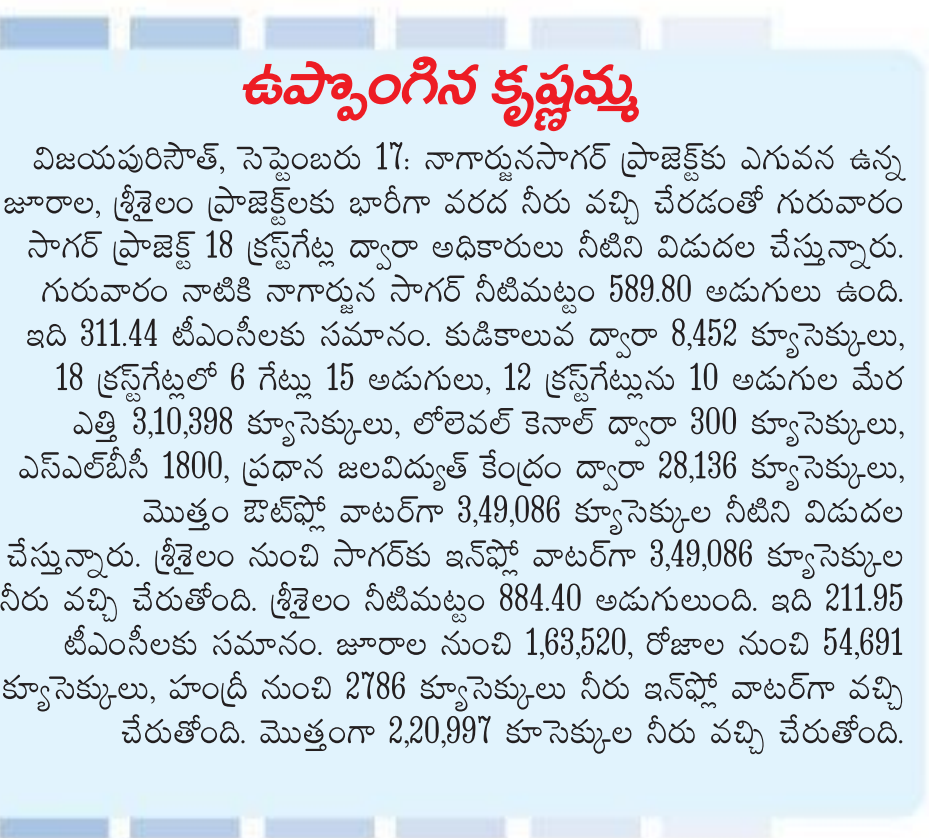 ఉప్పొంగిన కృష్ణమ్మ
విజయపురిసౌత్, సెప్టెంబరు 17: నాగార్జునసాగర్ ప్రాజెక్ట్‌కు ఎగువన ఉన్న
జూరాల, శ్రీశైలం ప్రాజెక్ట్‌లకు భారీగా వరద నీరు వచ్చి చేరడంతో గురువారం
సాగర్ ప్రాజెక్ట్ 18 క్రస్ట్‌గేట్ల ద్వారా అధికారులు నీటిని విడుదల చేస్తున్నారు.
గురువారం నాటికి నాగార్జున సాగర్ నీటిమట్టం 589.80 అడుగులు ఉంది.
ఇది 311.44 టీఎంసీలకు సమానం. కుడికాలువ ద్వారా 8,452 క్యూసెక్కులు,
18 క్రస్ట్‌గేట్లలో 6 గేట్లు 15 అడుగులు, 12 క్రస్ట్‌గేట్లును 10 అడుగుల మేర
ఎత్తి 3,10,398 క్యూసెక్కులు, లోలెవల్ కెనాల్ ద్వారా 300 క్యూసెక్కులు,
ఎస్ఎల్‌బీసీ 1800, ప్రధాన జలవిద్యుత్ కేంద్రం ద్వారా 28,136 క్యూసెక్కులు,
మొత్తం ఔట్‌ఫ్లో వాటర్‌గా 3,49,086 క్యూసెక్కుల నీటిని విడుదల
చేస్తున్నారు. శ్రీశైలం నుంచి సాగర్‌కు ఇన్‌ఫ్లో వాటర్‌గా 3,49,086 క్యూసెక్కుల
నీరు వచ్చి చేరుతోంది. శ్రీశైలం నీటిమట్టం 884.40 అడుగులుంది. ఇది 211.95
టీఎంసీలకు సమానం. జూరాల నుంచి 1,63,520, రోజాల నుంచి 54,691
క్యూసెక్కులు, హంద్రీ నుంచి 2786 క్యూసెక్కులు నీరు ఇన్‌ఫ్లో వాటర్‌గా వచ్చి
చేరుతోంది. మొత్తంగా 2,20,997 కూసెక్కుల నీరు వచ్చి చేరుతోంది.